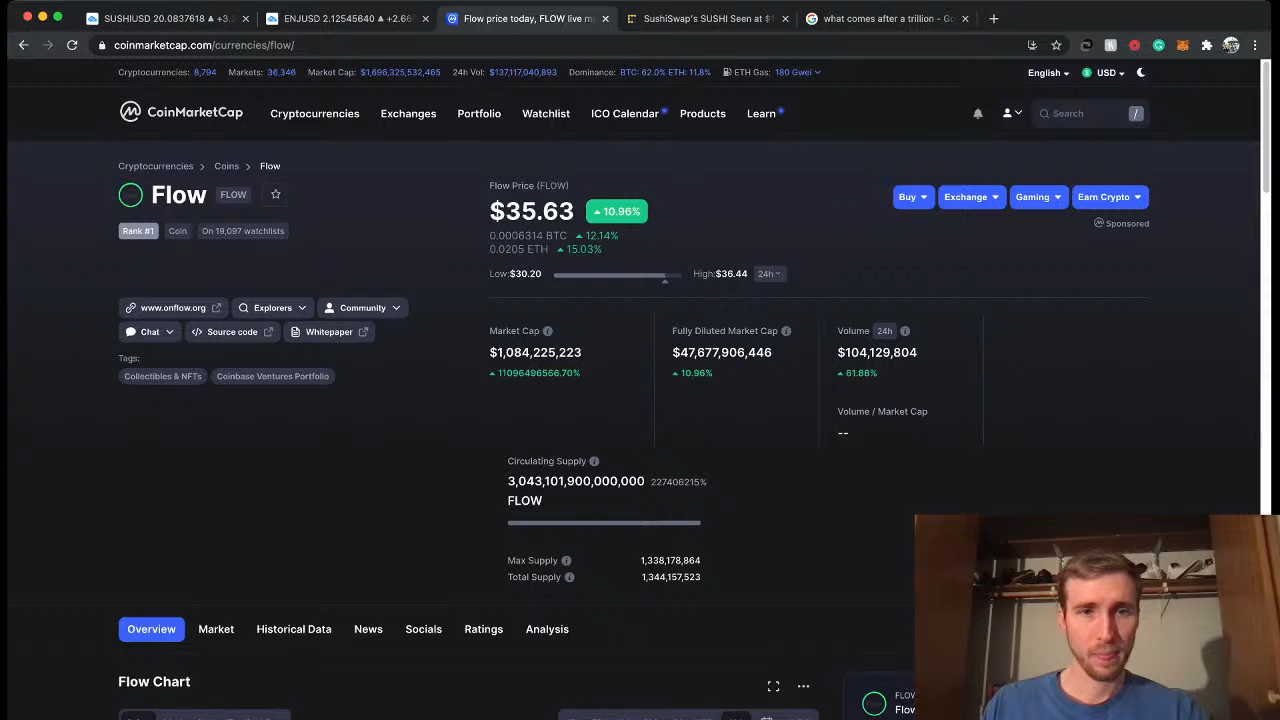 SUSHIUSD 20.0837618 ▲ +3.
ENJUSD 2.12545640 ▲ +2.66
Flow price today, FLOW live m
SushiSwap's SUSHI Seen at $1
what comes after a trillion - Go
coinmarketcap.com/currencies/flow/
Cryptocurrencies: 8,794 Markets: 36,346 Market Cap: $1,696,325,532,465 24h Vol: $137,117,040,893 Dominance: BTC: 62.0% ETH: 11.8% ETH Gas: 180 Gwei
English USD
CoinMarketCap Cryptocurrencies Exchanges Portfolio Watchlist ICO Calendar Products Learn Search /
Cryptocurrencies > Coins > Flow
Flow FLOW
Rank #1 Coin On 19,097 watchlists
www.onflow.org Explorers Community
Chat Source code Whitepaper
Tags:
Collectibles & NFTs Coinbase Ventures Portfolio
Flow Price (FLOW)
$35.63 10.96%
0.0006314 BTC 12.14%
0.0205 ETH 15.03%
Low:$30.20 High:$36.44 24h
Buy Exchange Gaming Earn Crypto
Sponsored
Market Cap
$1,084,225,223
11096496566.70%
Fully Diluted Market Cap
$47,677,906,446
10.96%
Volume 24h
$104,129,804
61.88%
Volume / Market Cap
--
Circulating Supply
3,043,101,900,000,000 227406215%
FLOW
Max Supply 1,338,178,864
Total Supply 1,344,157,523
Overview Market Historical Data News Socials Ratings Analysis
Flow Chart
FLOW
Flow